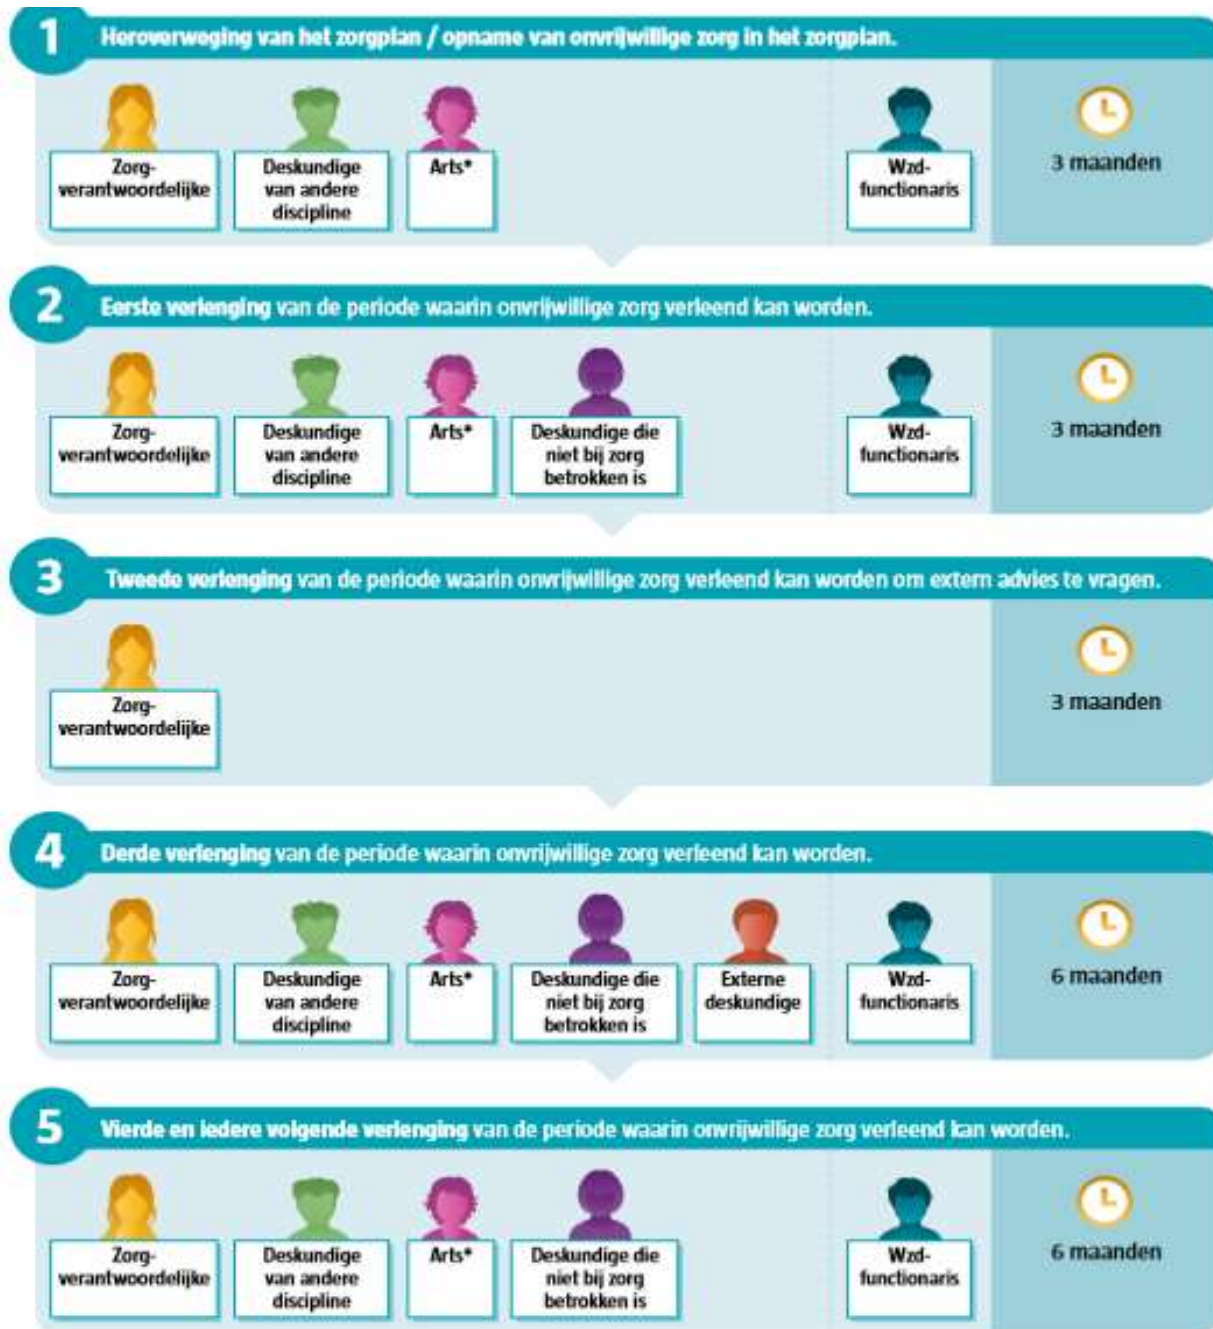 1
Heroverweging van het zorgplan / opname van onvrijwillige zorg in het zorgplan.
Zorg-
verantwoordelijke
Deskundige
van andere
discipline
Arts*
Wzd-
functionaris
3 maanden
2
Eerste verlenging van de periode waarin onvrijwillige zorg verleend kan worden.
Zorg-
verantwoordelijke
Deskundige
van andere
discipline
Arts*
Deskundige die
niet bij zorg
betrokken is
Wzd-
functionaris
3 maanden
3
Tweede verlenging van de periode waarin onvrijwillige zorg verleend kan worden om extern advies te vragen.
Zorg-
verantwoordelijke
3 maanden
4
Derde verlenging van de periode waarin onvrijwillige zorg verleend kan worden.
Zorg-
verantwoordelijke
Deskundige
van andere
discipline
Arts*
Deskundige die
niet bij zorg
betrokken is
Externe
deskundige
Wzd-
functionaris
6 maanden
5
Vierde en iedere volgende verlenging van de periode waarin onvrijwillige zorg verleend kan worden.
Zorg-
verantwoordelijke
Deskundige
van andere
discipline
Arts*
Deskundige die
niet bij zorg
betrokken is
Wzd-
functionaris
6 maanden